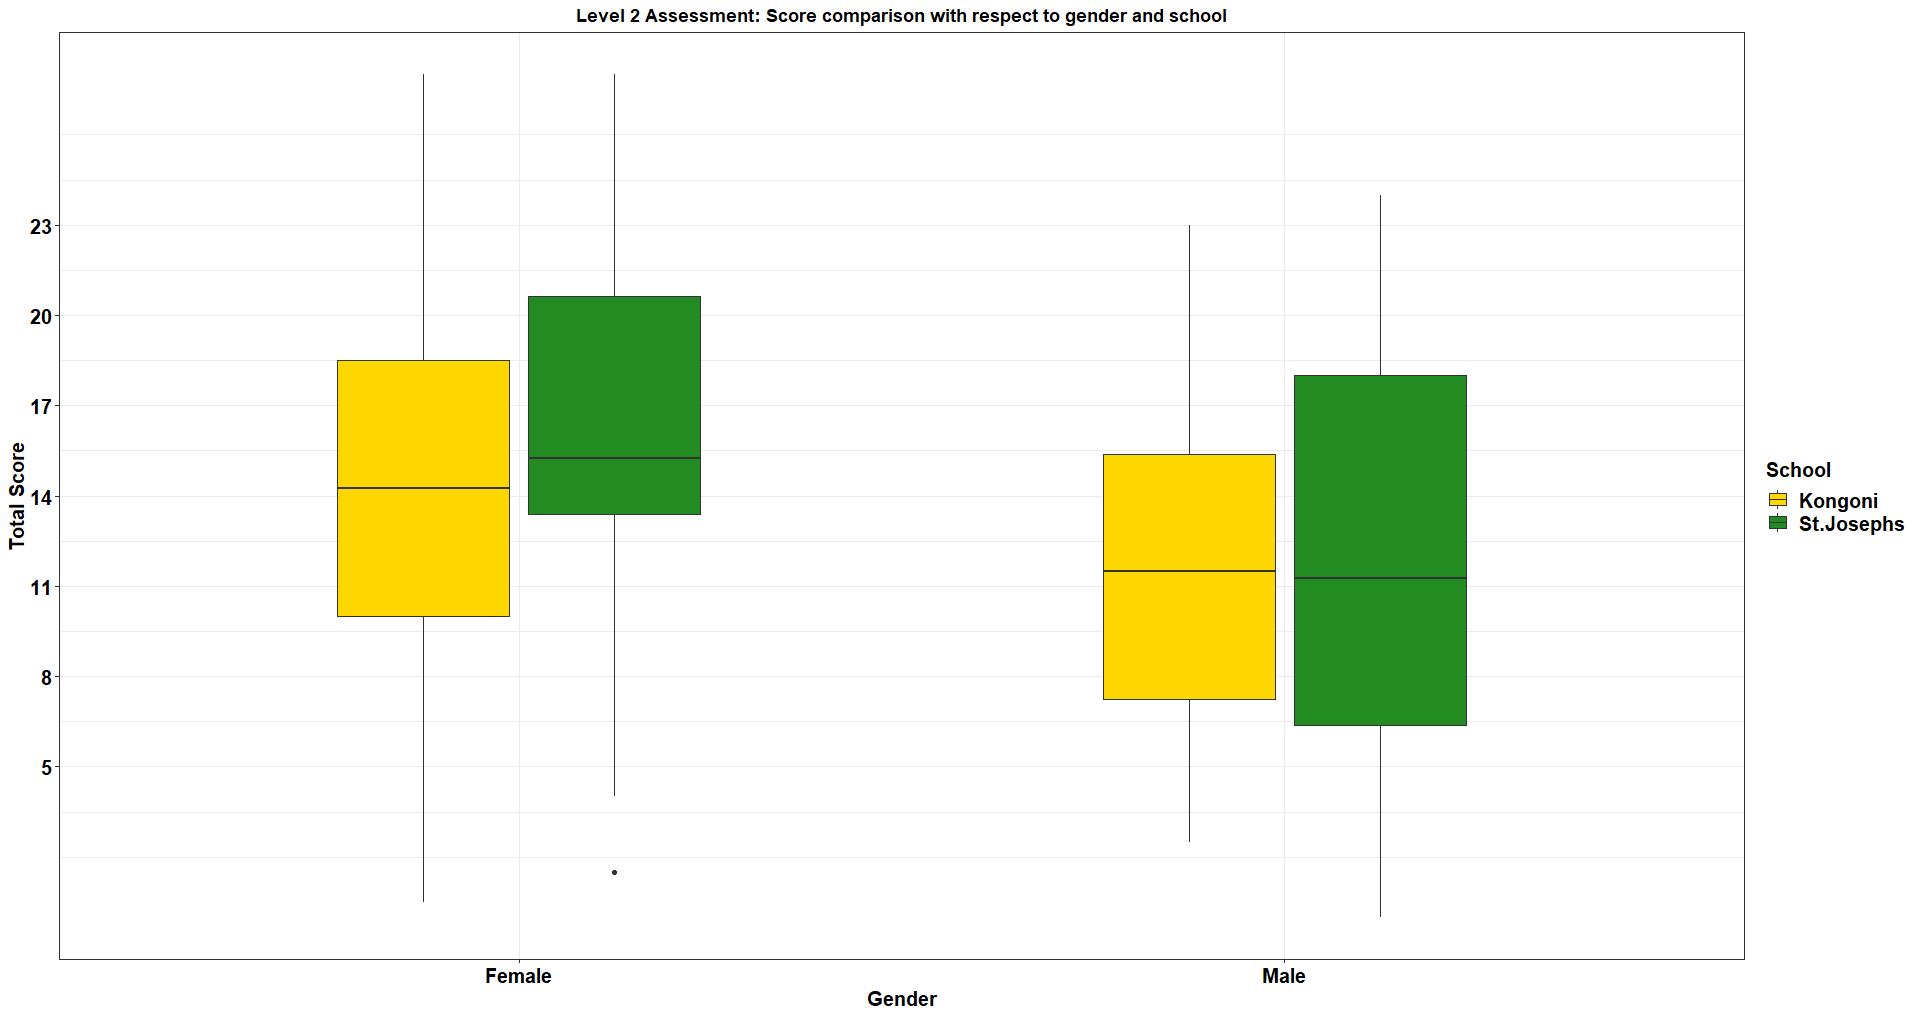 Level 2 Assessment: Score comparison with respect to gender and school
Total Score
23
20
17
14
11
8
5
Female
Male
Gender
School
Kongoni
St.Josephs